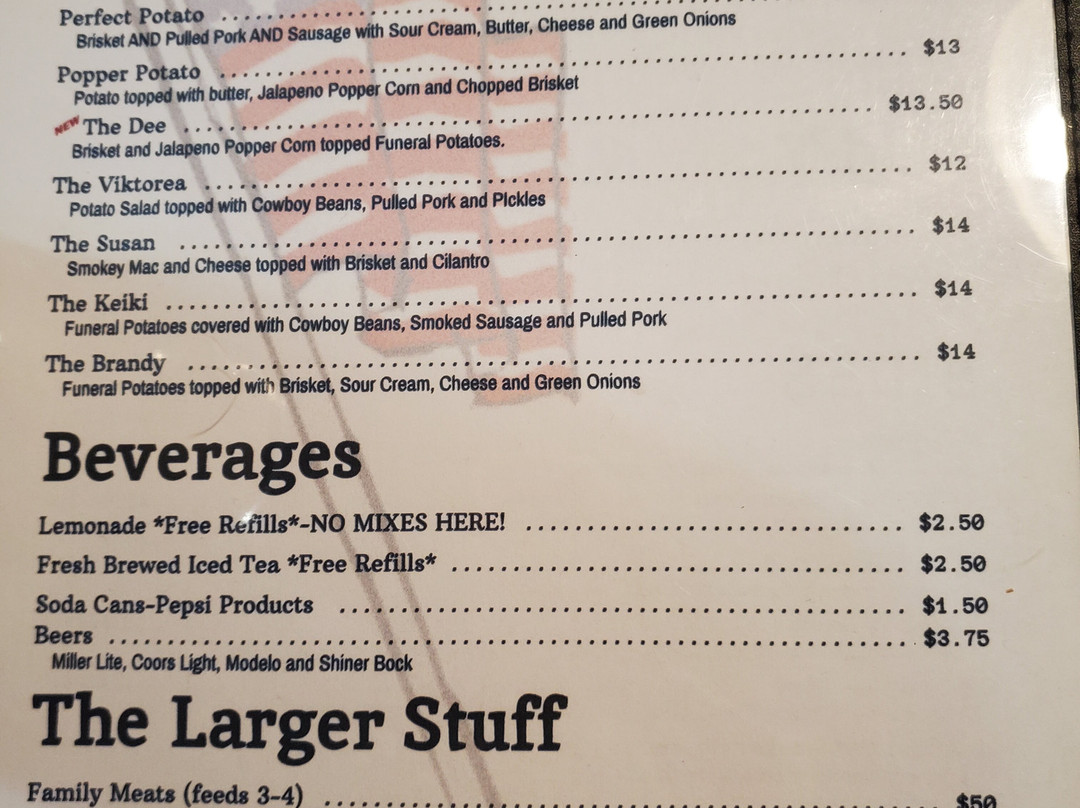 Perfect Potato ....................
Brisket AND Pulled Pork AND Sausage with Sour Cream, Butter, Cheese and Green Onions
Popper Potato .................... $13
Potato topped with butter, Jalapeno Popper Corn and Chopped Brisket
NEW The Dee .................... $13.50
Brisket and Jalapeno Popper Corn topped Funeral Potatoes.
The Viktorea .................... $12
Potato Salad topped with Cowboy Beans, Pulled Pork and PIckles
The Susan .................... $14
Smokey Mac and Cheese topped with Brisket and Cilantro
The Keiki .................... $14
Funeral Potatoes covered with Cowboy Beans, Smoked Sausage and Pulled Pork
The Brandy .................... $14
Funeral Potatoes topped with Brisket, Sour Cream, Cheese and Green Onions
Beverages
Lemonade *Free Refills*-NO MIXES HERE! .................... $2.50
Fresh Brewed Iced Tea *Free Refills* .................... $2.50
Soda Cans-Pepsi Products .................... $1.50
Beers .................... $3.75
Miller Lite, Coors Light, Modelo and Shiner Bock
The Larger Stuff
Family Meats (feeds 3-4) .................... $50